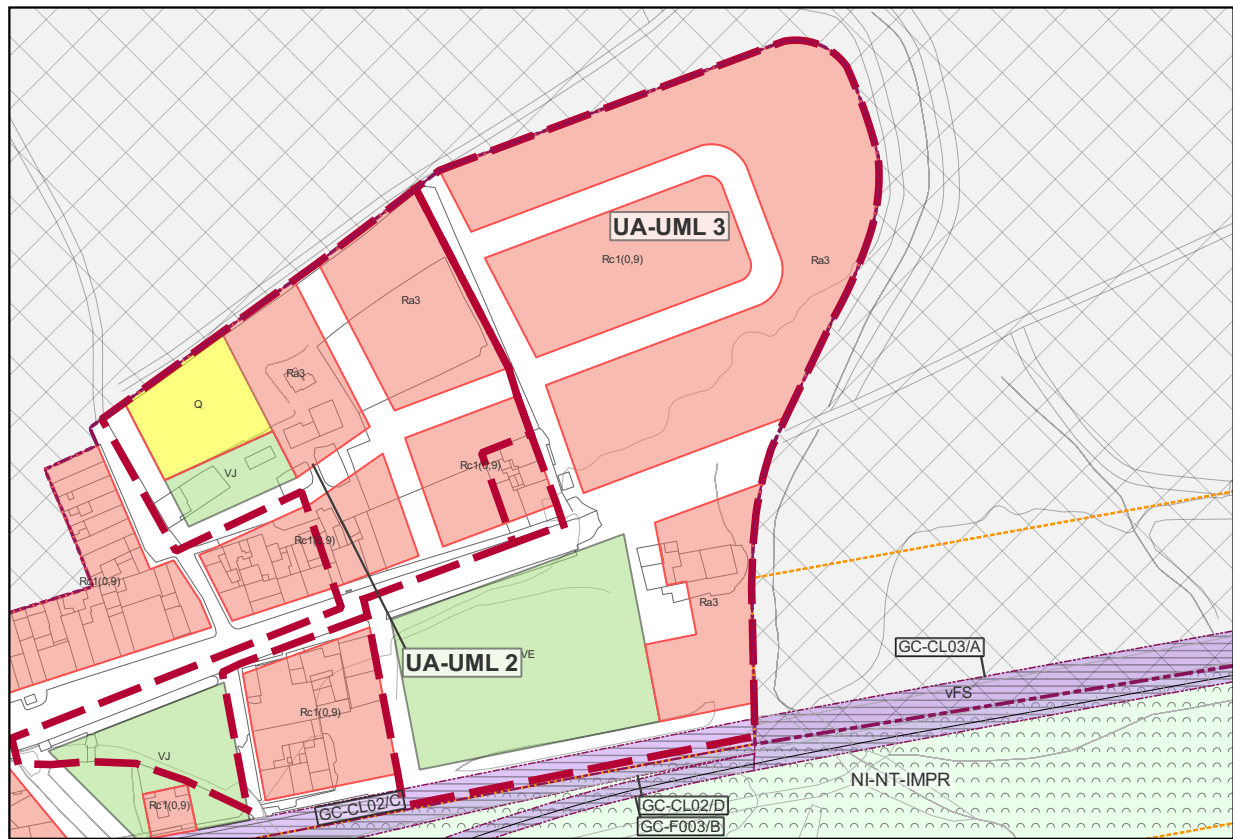 UA-UML 3
Rc1(0,9)
Ra3
Ra3
Ra3
Q
VJ
Rc1(0,9)
Rc1(0,9)
Rc1(0,9)
Ra3
GC-CL03/A
UA-UML 2
VE
vFS
Rc1(0,9)
VJ
NI-NT-IMPR
Rc1(0,9)
GC-CL02/C
GC-CL02/D
GC-F003/B